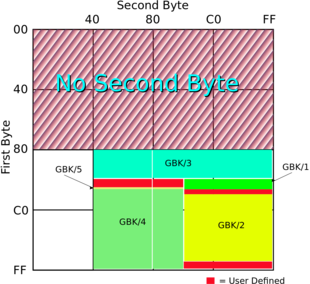 Second Byte
40 80 C0 FF
00
No Second Byte
40
First Byte
80
GBK/3
GBK/5
GBK/1
C0
GBK/4
GBK/2
FF
= User Defined